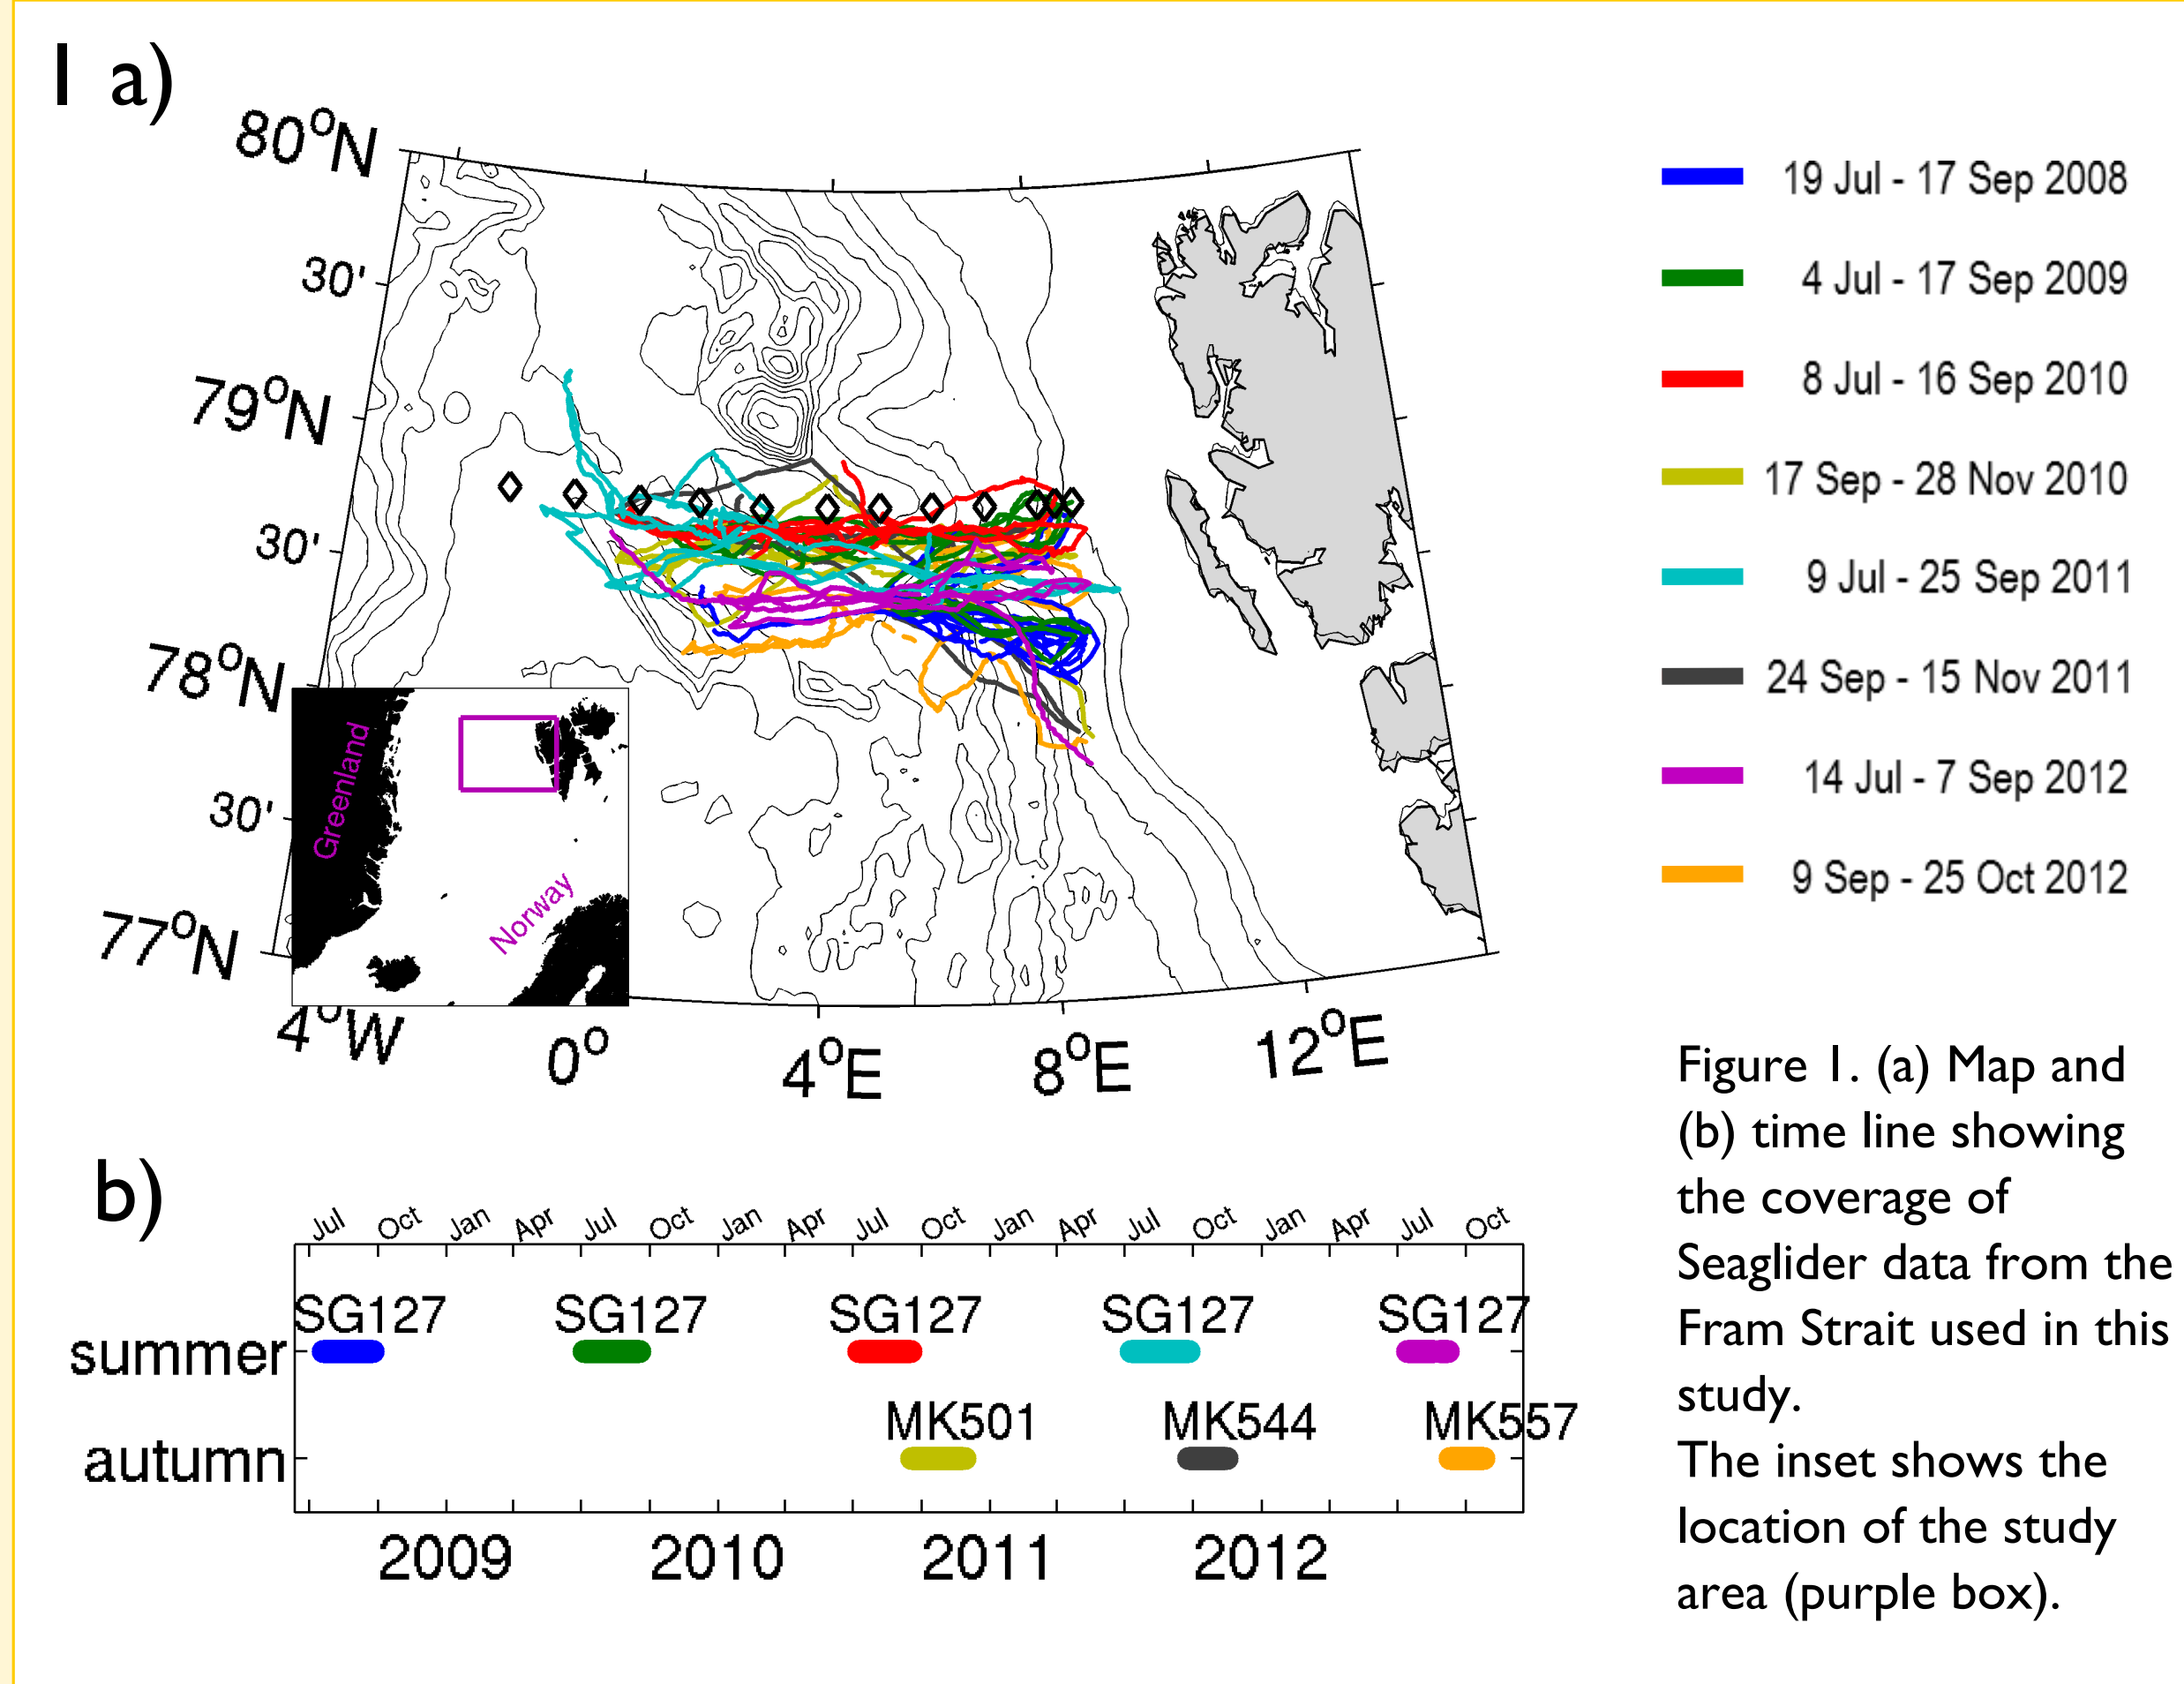 1 a)
80°N
30'
79°N
30'
78°N
30'
77°N
4°W
0°
4°E
8°E
12°E
Greenland
Norway
19 Jul - 17 Sep 2008
4 Jul - 17 Sep 2009
8 Jul - 16 Sep 2010
17 Sep - 28 Nov 2010
9 Jul - 25 Sep 2011
24 Sep - 15 Nov 2011
14 Jul - 7 Sep 2012
9 Sep - 25 Oct 2012
Figure 1. (a) Map and
(b) time line showing
the coverage of
Seaglider data from the
Fram Strait used in this
study.
The inset shows the
location of the study
area (purple box).
b)
Jul Oct Jan Apr Jul Oct Jan Apr Jul Oct Jan Apr Jul Oct Jan Apr Jul Oct
SG127 SG127 SG127 SG127 SG127
summer
MK501 MK544 MK557
autumn
2009 2010 2011 2012